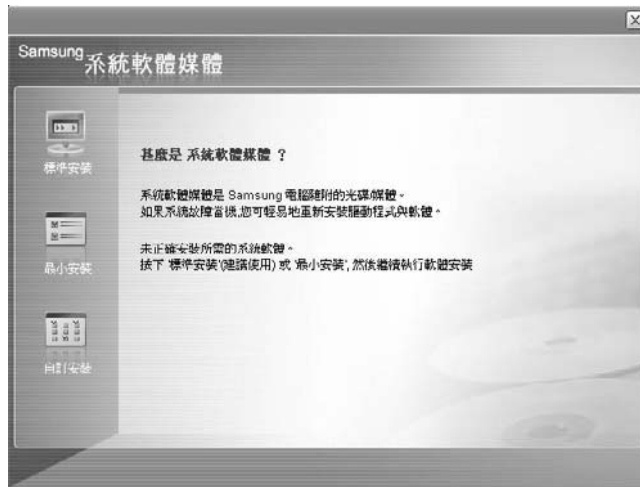 Samsung 系統軟體媒體
標準安裝
最小安裝
自訂安裝
甚麼是 系統軟體媒體 ？
系統軟體媒體是 Samsung 電腦隨附的光碟媒體。
如果系統故障當機,您可輕易地重新安裝驅動程式與軟體。
未正確安裝所需的系統軟體。
按下 '標準安裝'(建議使用) 或 '最小安裝', 然後繼續執行軟體安裝